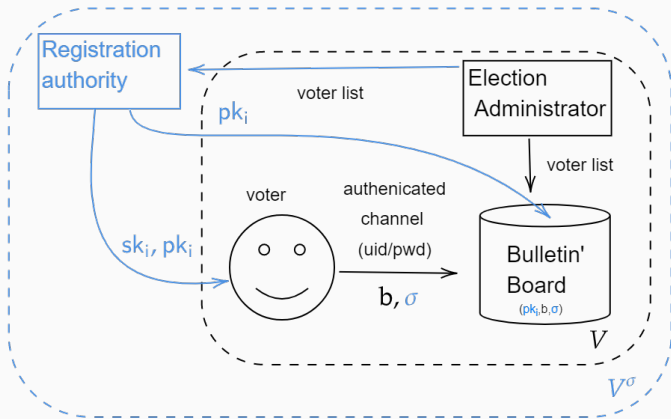 Registration
authority
Election
Administrator
voter list
pkᵢ
voter list
voter
authenicated
channel
(uid/pwd)
skᵢ, pkᵢ
b, σ
Bulletin'
Board
(pkᵢ,b,σ)
V
V^σ